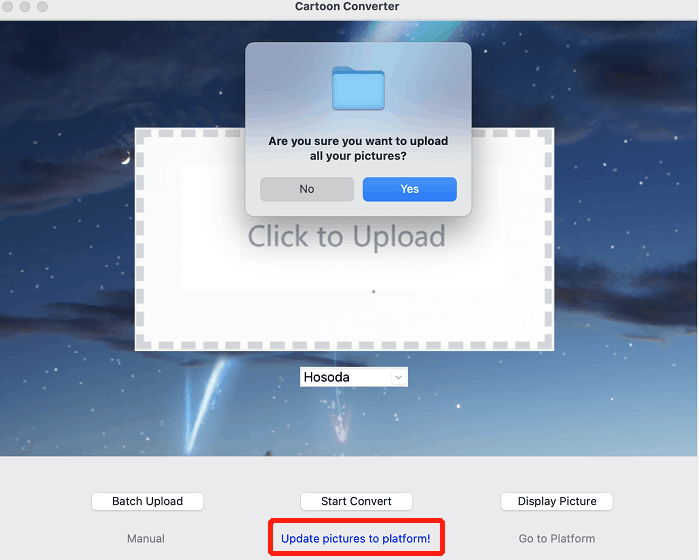 Cartoon Converter
Are you sure you want to upload
all your pictures?
No
Yes
Click to Upload
Hosoda
Batch Upload
Start Convert
Display Picture
Manual
Update pictures to platform!
Go to Platform